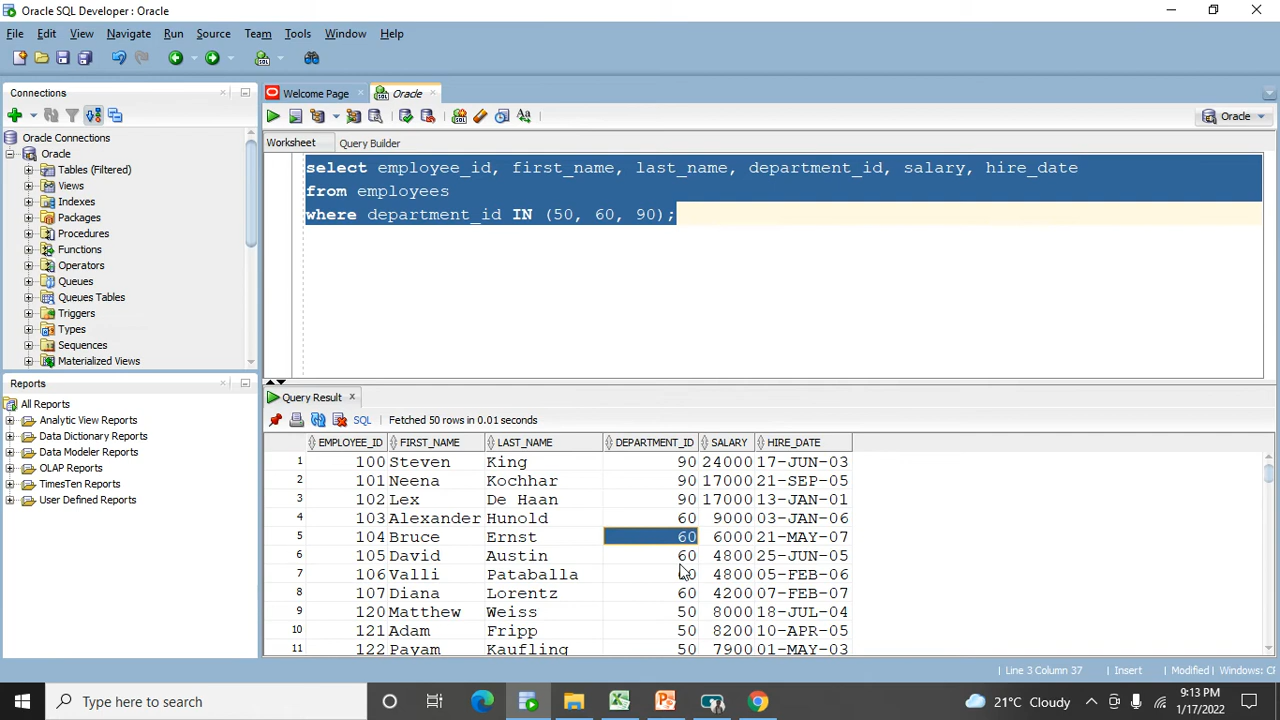 Oracle SQL Developer : Oracle
File Edit View Navigate Run Source Team Tools Window Help
Connections
Oracle Connections
Oracle
Tables (Filtered)
Views
Indexes
Packages
Procedures
Functions
Operators
Queues
Queues Tables
Triggers
Types
Sequences
Materialized Views
Reports
All Reports
Analytic View Reports
Data Dictionary Reports
Data Modeler Reports
OLAP Reports
TimesTen Reports
User Defined Reports
Welcome Page Oracle
Oracle
Worksheet Query Builder
select employee_id, first_name, last_name, department_id, salary, hire_date
from employees
where department_id IN (50, 60, 90);
Query Result
SQL Fetched 50 rows in 0.01 seconds
EMPLOYEE_ID FIRST_NAME LAST_NAME DEPARTMENT_ID SALARY HIRE_DATE
1 100 Steven King 90 24000 17-JUN-03
2 101 Neena Kochhar 90 17000 21-SEP-05
3 102 Lex De Haan 90 17000 13-JAN-01
4 103 Alexander Hunold 60 9000 03-JAN-06
5 104 Bruce Ernst 60 6000 21-MAY-07
6 105 David Austin 60 4800 25-JUN-05
7 106 Valli Pataballa 4800 05-FEB-06
8 107 Diana Lorentz 60 4200 07-FEB-07
9 120 Matthew Weiss 50 8000 18-JUL-04
10 121 Adam Fripp 50 8200 10-APR-05
11 122 Payam Kaufling 50 7900 01-MAY-03
Line 3 Column 37 Insert Modified Windows: CF
Type here to search
21°C Cloudy
9:13 PM
1/17/2022